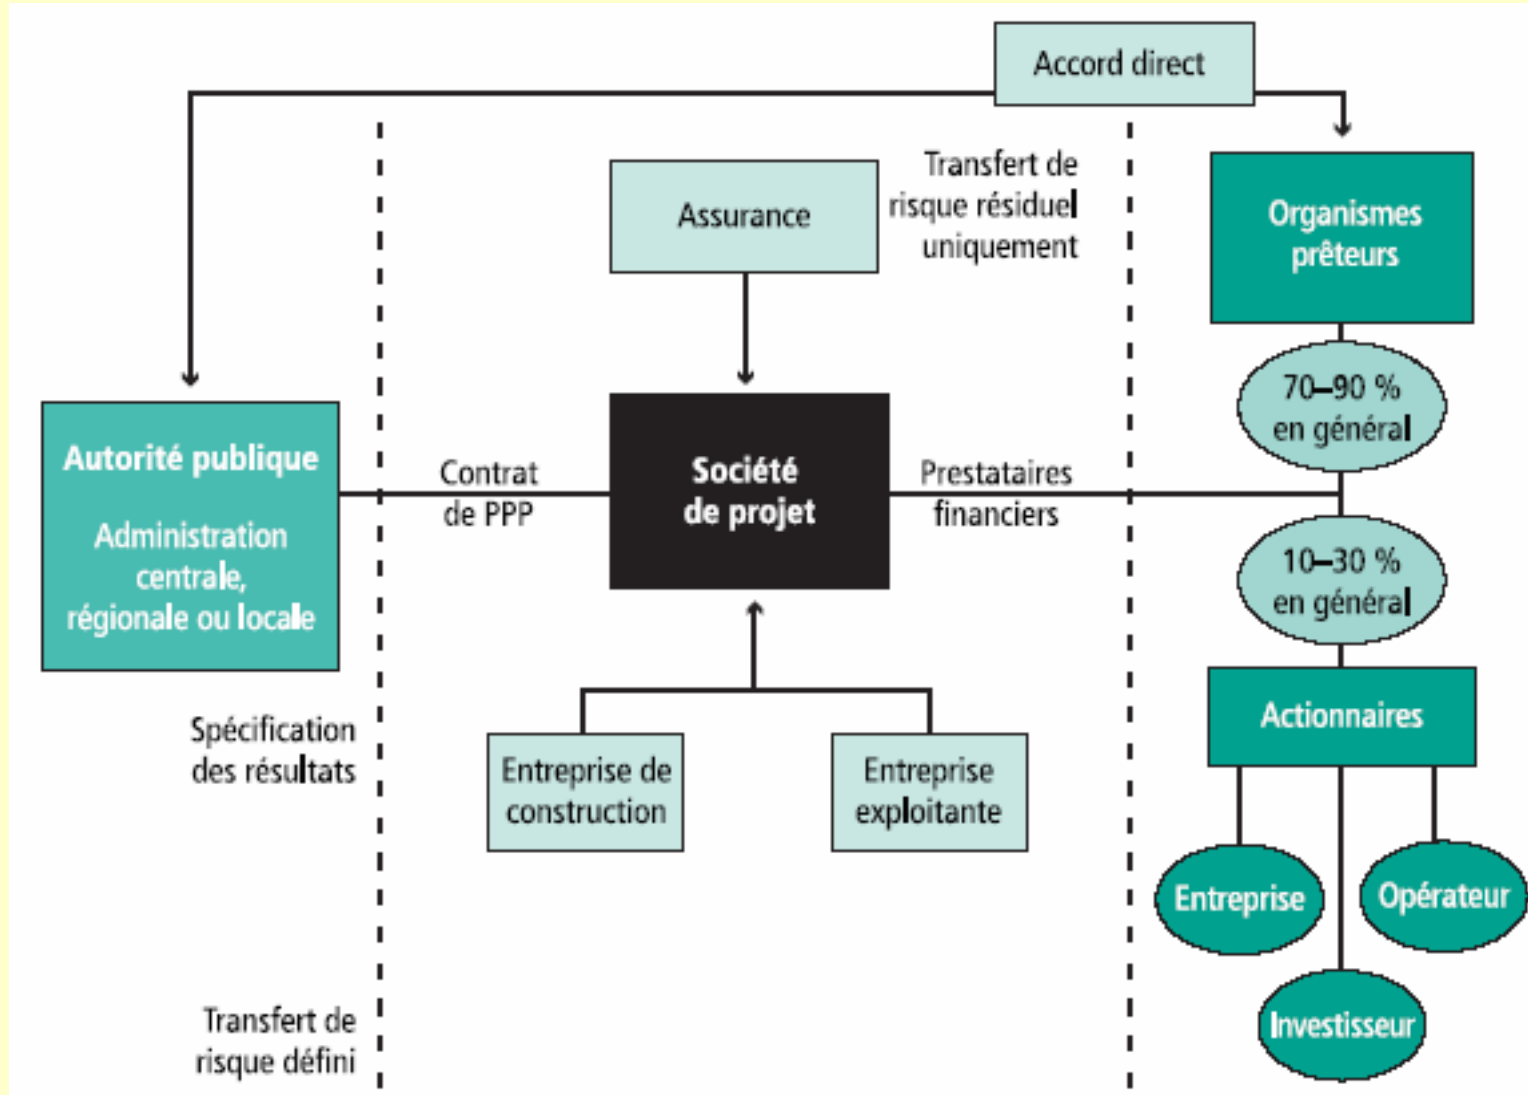 Accord direct
Transfert de
risque résiduel
uniquement
Assurance
Organismes
prêteurs
70–90 %
en général
Autorité publique
Administration
centrale,
régionale ou locale
Contrat
de PPP
Société
de projet
Prestataires
financiers
10–30 %
en général
Actionnaires
Spécification
des résultats
Entreprise de
construction
Entreprise
exploitante
Entreprise
Opérateur
Investisseur
Transfert de
risque défini